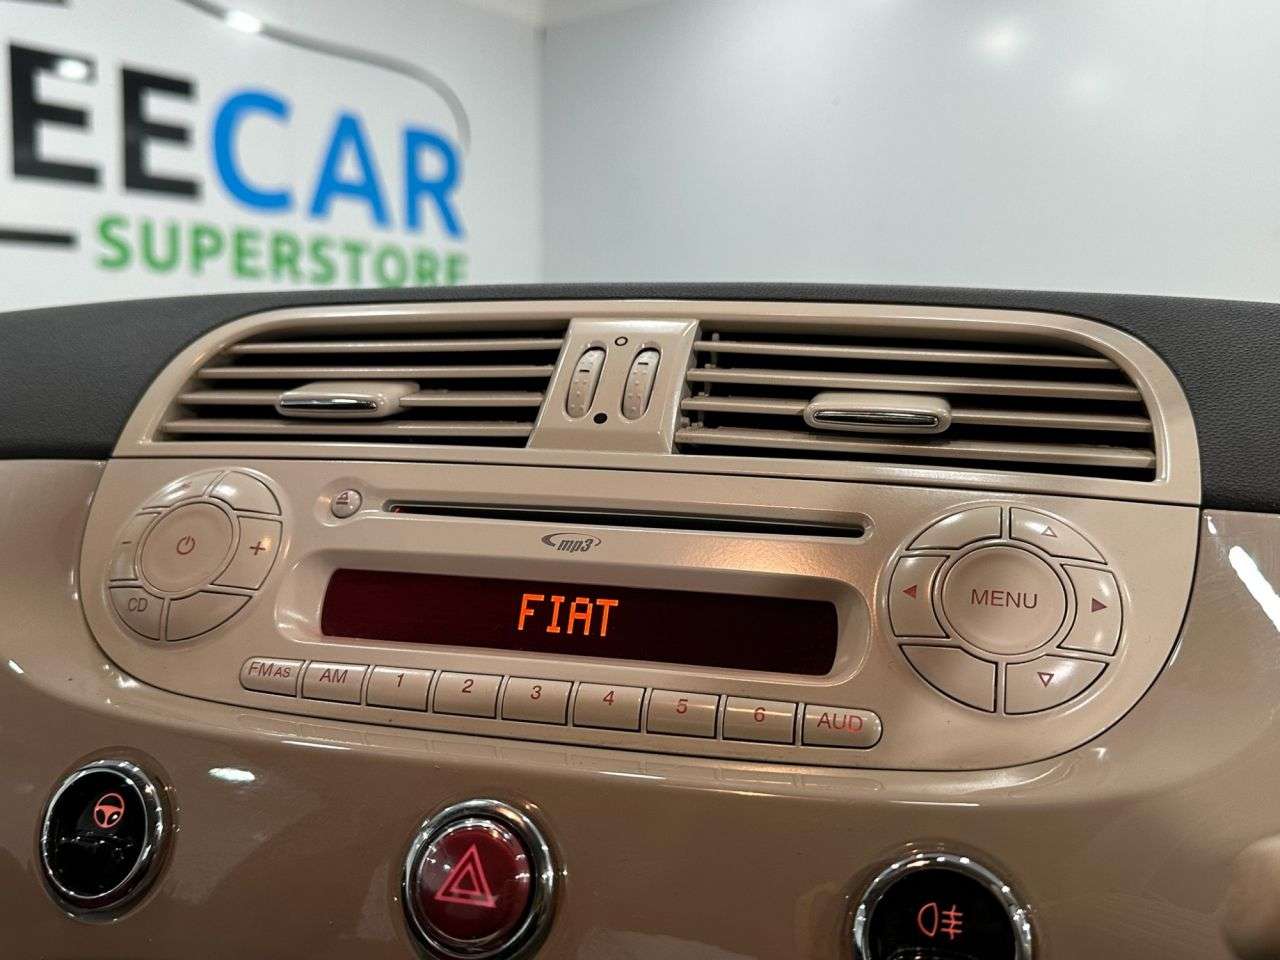 EECAR
SUPERSTORE
mp3
CD
FIAT
MENU
FM AS
AM
1
2
3
4
5
6
AUD